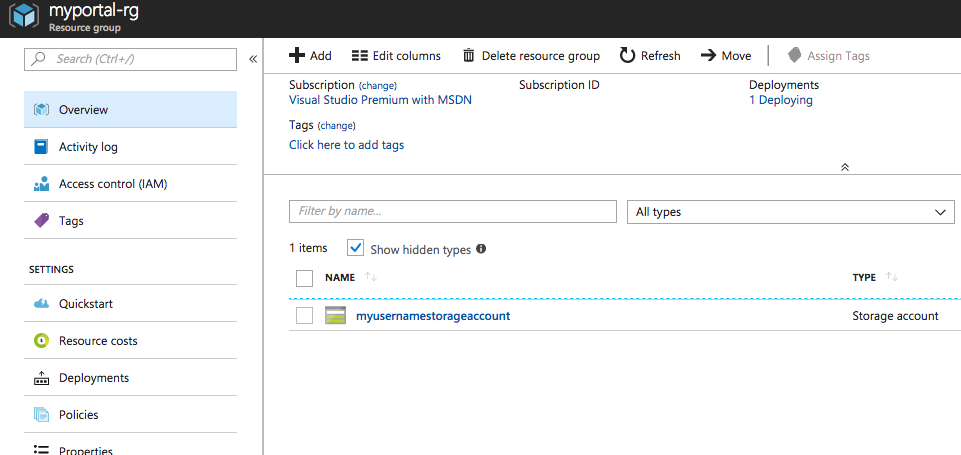 myportal-rg
Resource group
Search (Ctrl+/)
Overview
Activity log
Access control (IAM)
Tags
SETTINGS
Quickstart
Resource costs
Deployments
Policies
Properties
Add Edit columns Delete resource group Refresh Move Assign Tags
Subscription (change) Subscription ID Deployments
Visual Studio Premium with MSDN 1 Deploying
Tags (change)
Click here to add tags
Filter by name... All types
1 items Show hidden types
NAME TYPE
myusernamestorageaccount Storage account